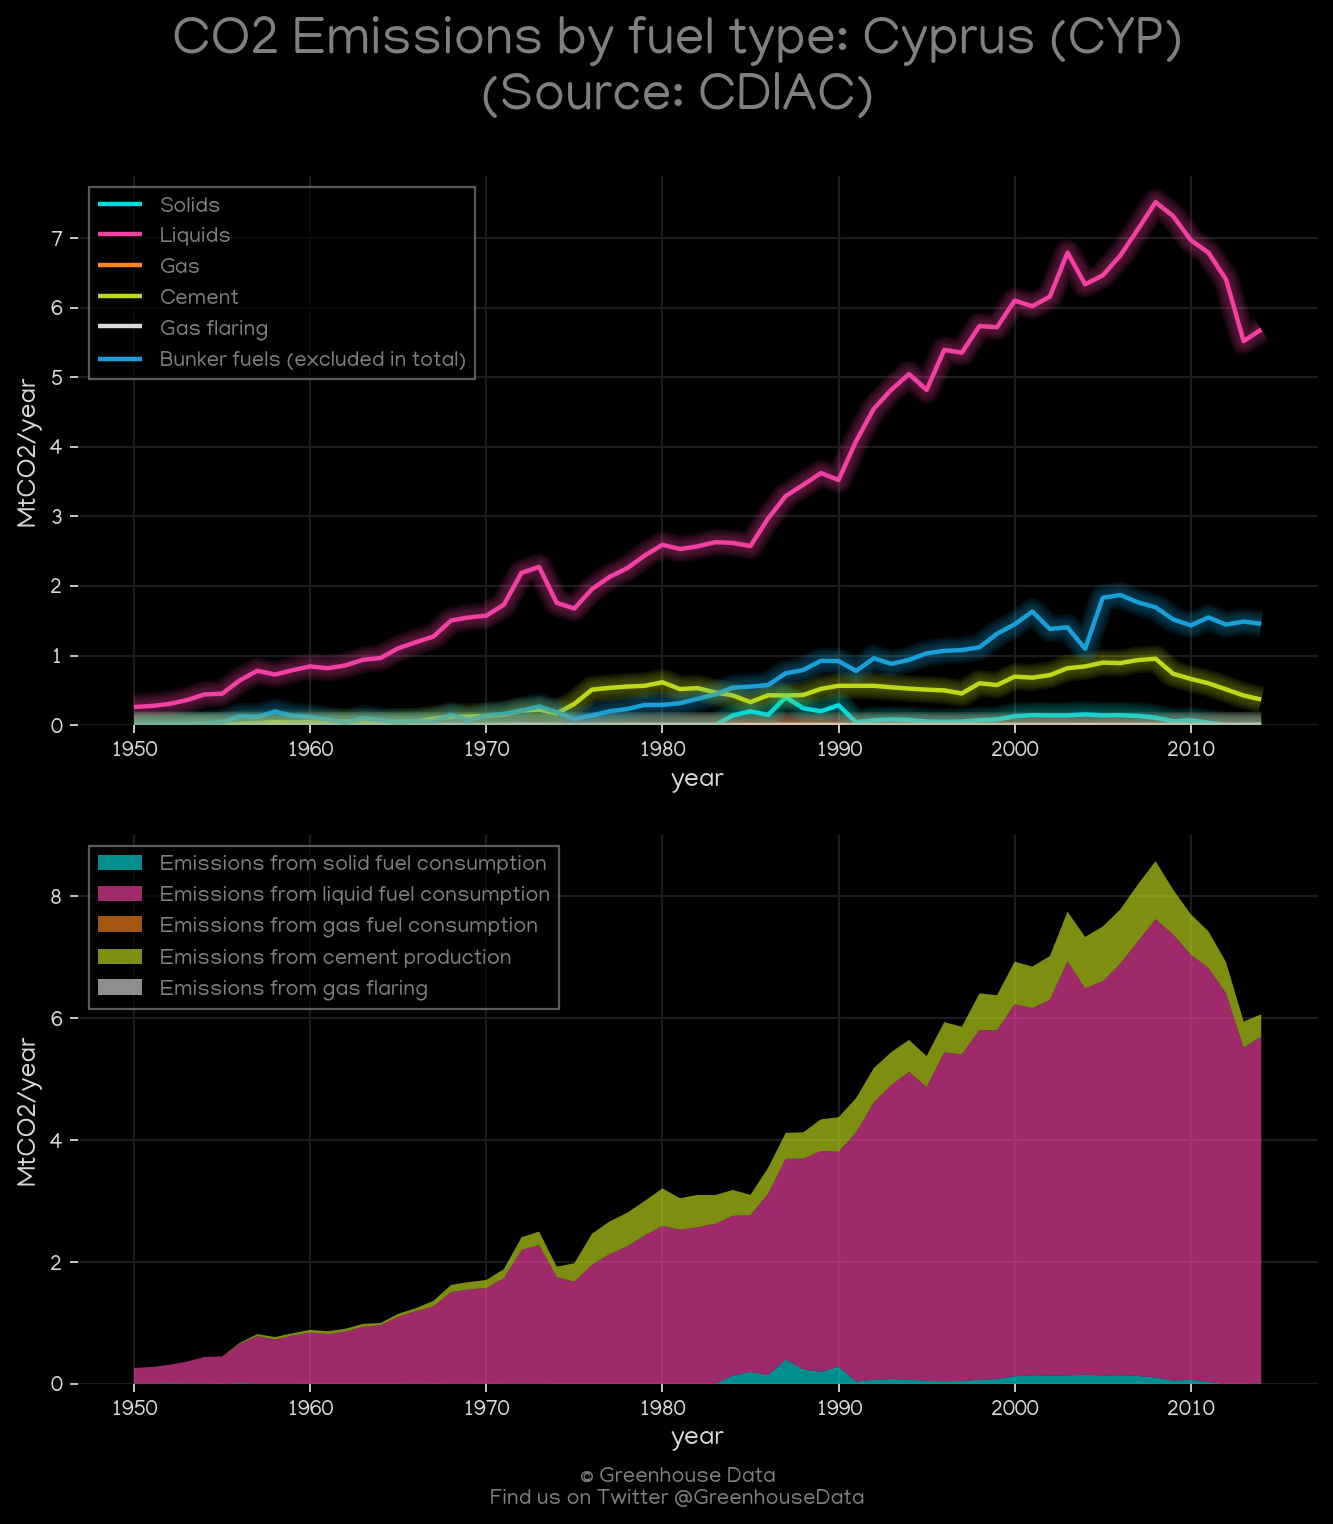 CO2 Emissions by fuel type: Cyprus (CYP)
(Source: CDIAC)
Solids
Liquids
Gas
Cement
Gas flaring
Bunker fuels (excluded in total)
MtCO2/year
7
6
5
4
3
2
1
0
1950 1960 1970 1980 1990 2000 2010
year
Emissions from solid fuel consumption
Emissions from liquid fuel consumption
Emissions from gas fuel consumption
Emissions from cement production
Emissions from gas flaring
MtCO2/year
8
6
4
2
0
1950 1960 1970 1980 1990 2000 2010
year
© Greenhouse Data
Find us on Twitter @GreenhouseData